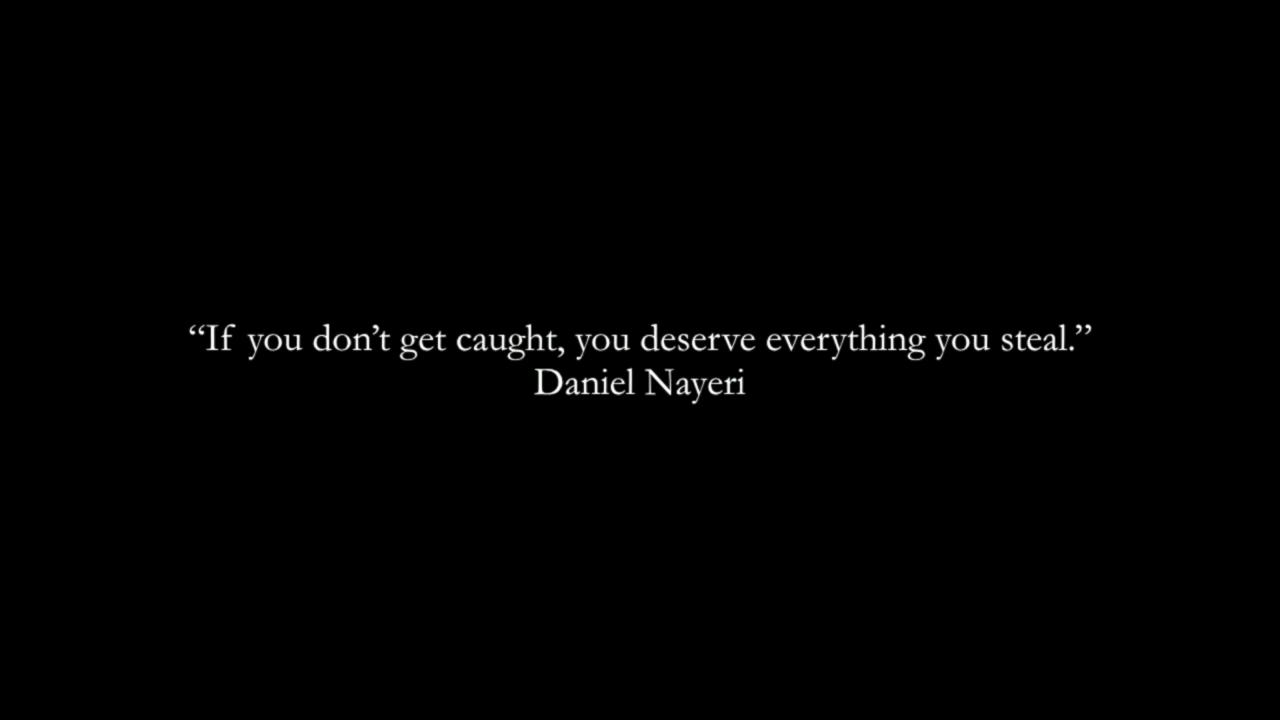 “If you don’t get caught, you deserve everything you steal.”
Daniel Nayeri